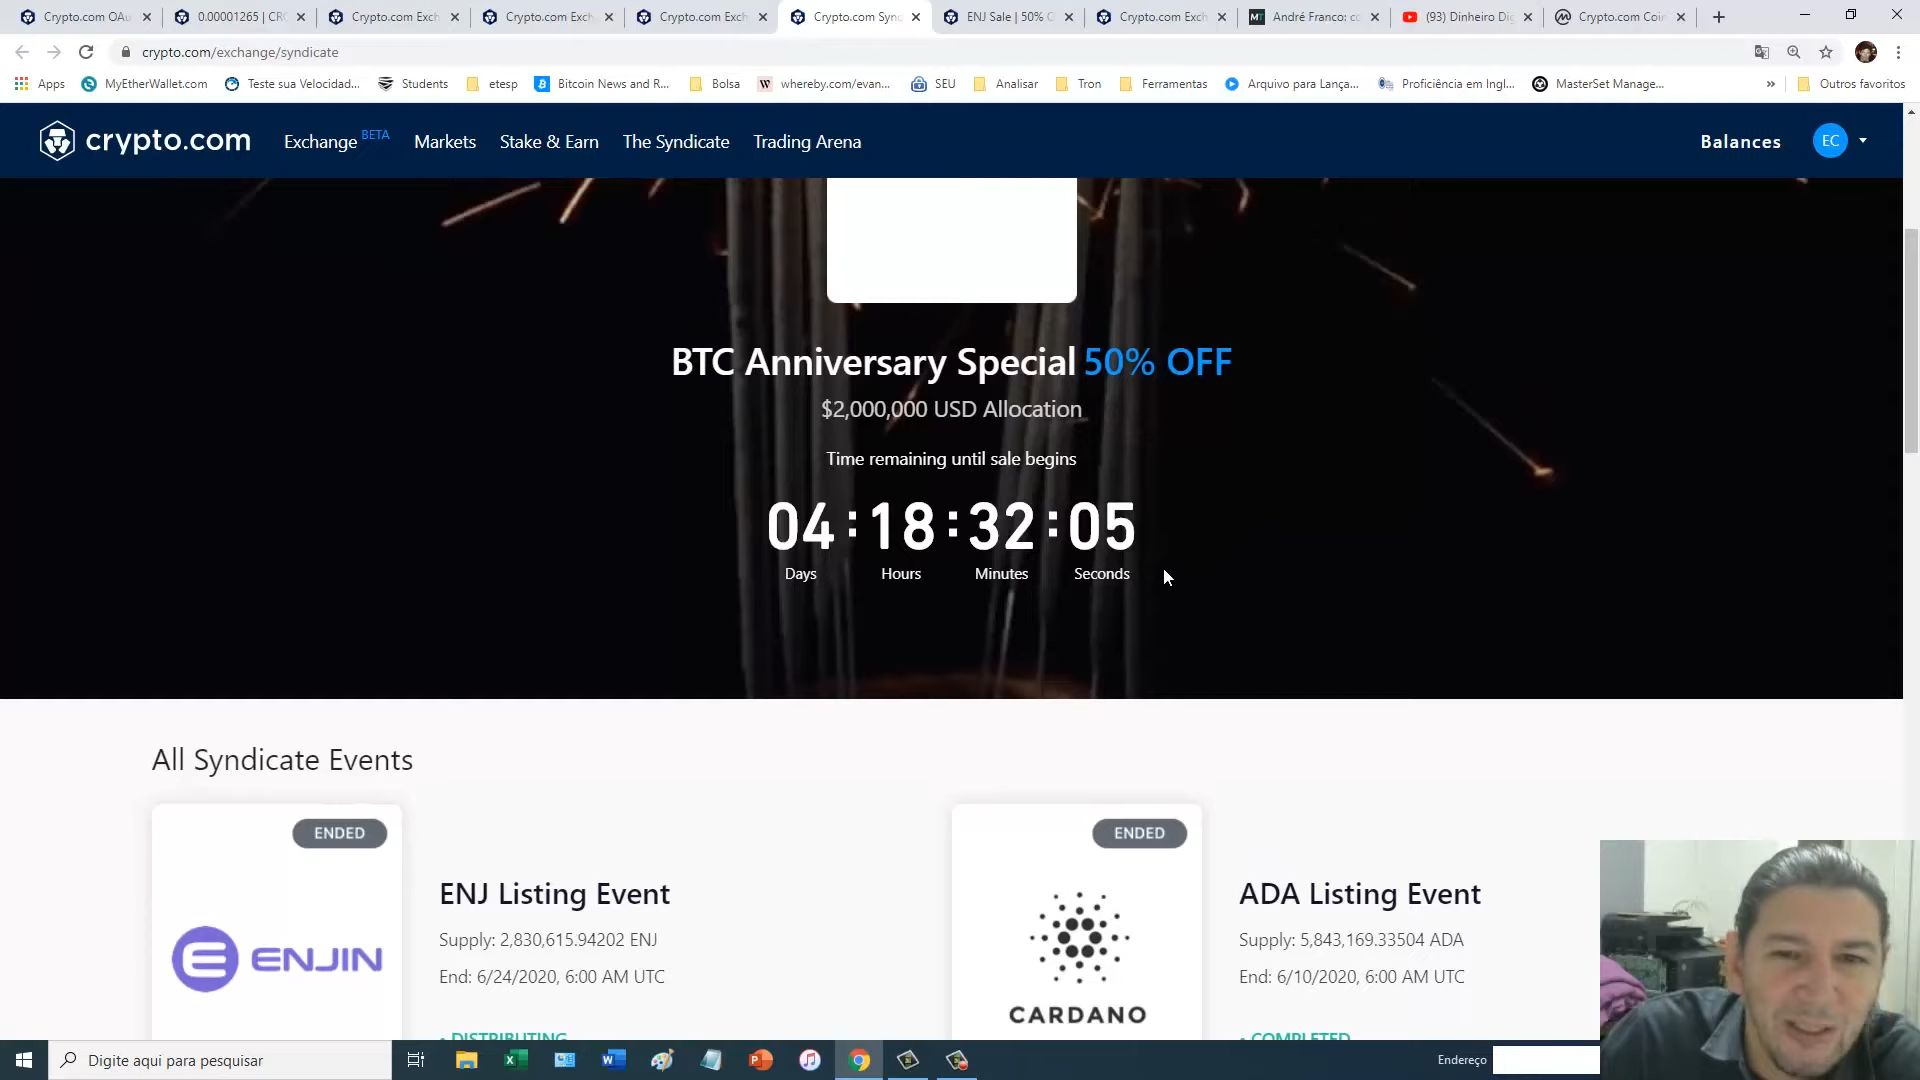 Crypto.com OAu
0.00001265 | CRO
Crypto.com Exch
Crypto.com Exch
Crypto.com Exch
Crypto.com Synd
ENJ Sale | 50% O
Crypto.com Exch
André Franco: co
(93) Dinheiro Dig
Crypto.com Coin
crypto.com/exchange/syndicate
Apps
MyEtherWallet.com
Teste sua Velocidad...
Students
etesp
Bitcoin News and R...
Bolsa
whereby.com/evan...
SEU
Analisar
Tron
Ferramentas
Arquivo para Lança...
Proficiência em Ingl...
MasterSet Manage...
»
Outros favoritos
crypto.com
Exchange BETA
Markets
Stake & Earn
The Syndicate
Trading Arena
Balances
EC
BTC Anniversary Special 50% OFF
$2,000,000 USD Allocation
Time remaining until sale begins
04 : 18 : 32 : 05
Days Hours Minutes Seconds
All Syndicate Events
ENDED
ENJIN
ENJ Listing Event
Supply: 2,830,615.94202 ENJ
End: 6/24/2020, 6:00 AM UTC
• DISTRIBUTING
ENDED
CARDANO
ADA Listing Event
Supply: 5,843,169.33504 ADA
End: 6/10/2020, 6:00 AM UTC
• COMPLETED
Digite aqui para pesquisar
Endereço